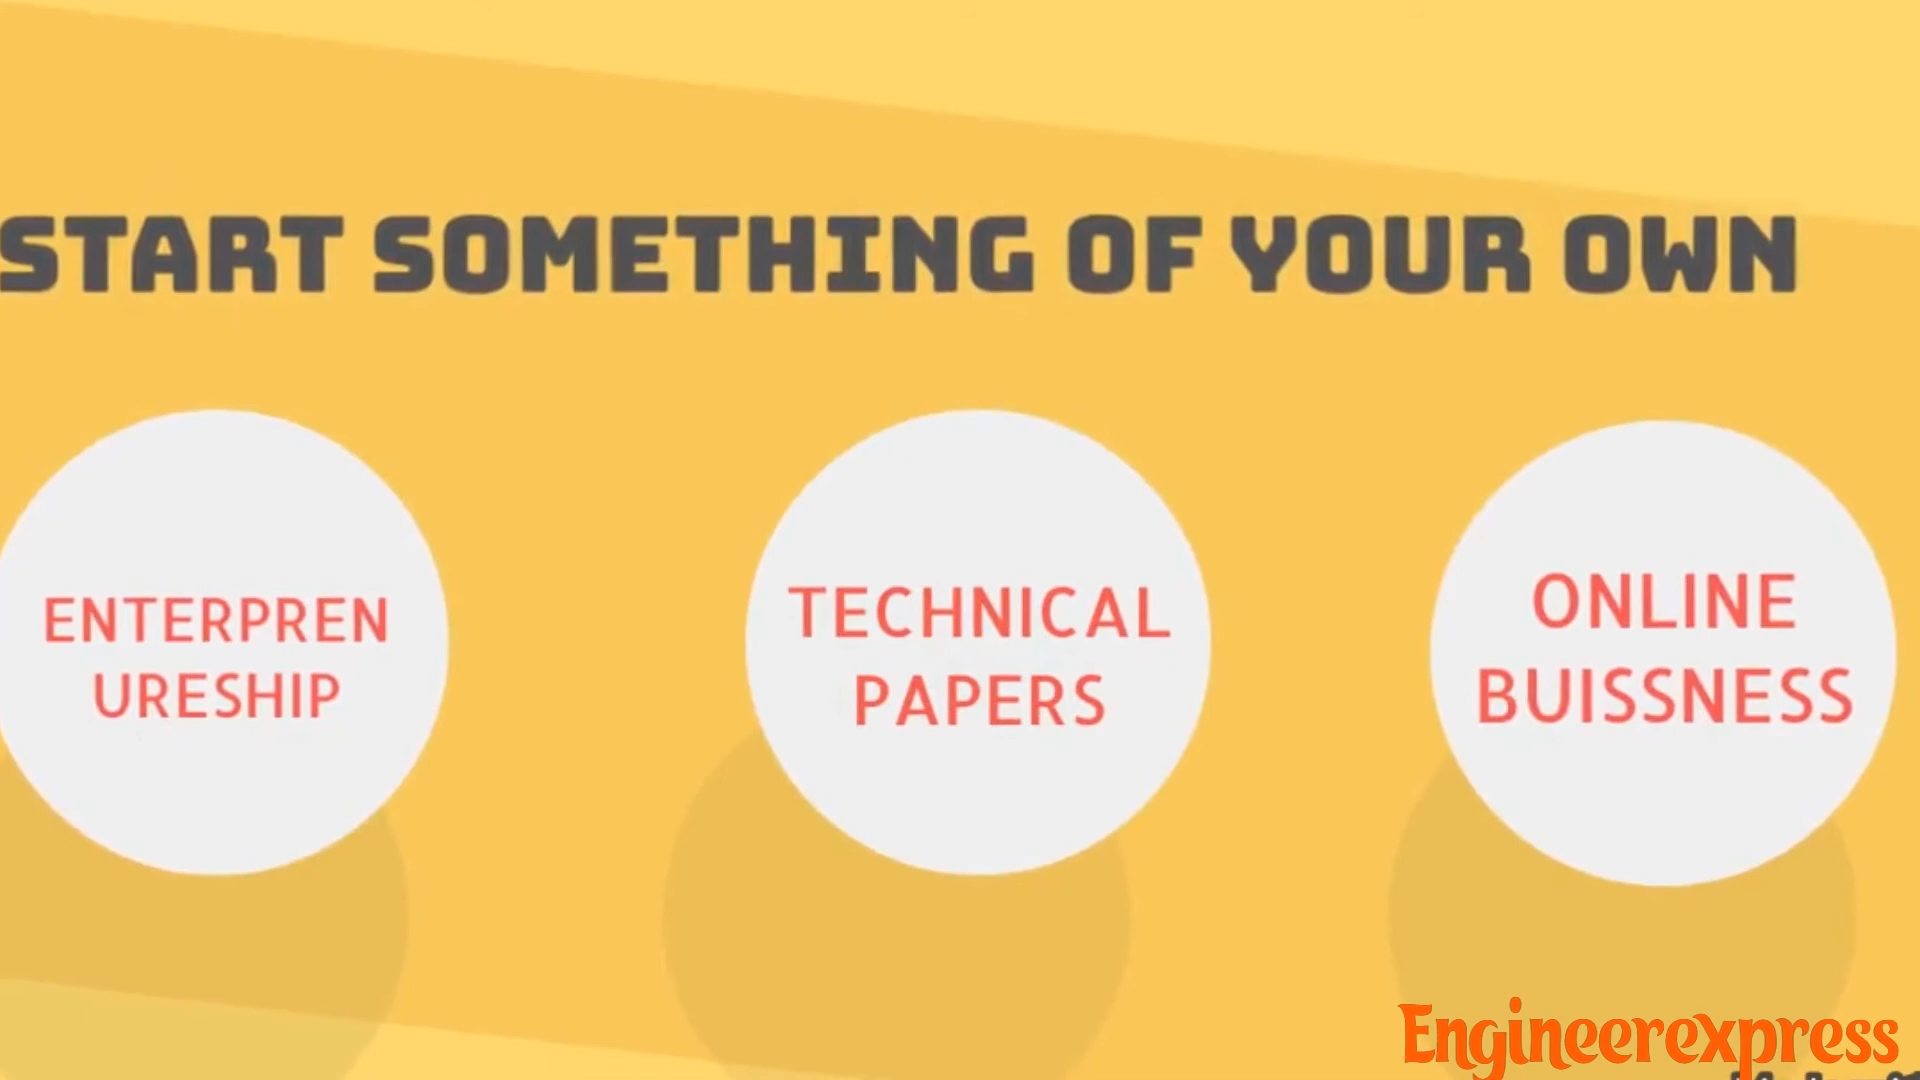 START SOMETHING OF YOUR OWN
ENTERPREN
URESHIP
TECHNICAL
PAPERS
ONLINE
BUISSNESS
Engineerexpress